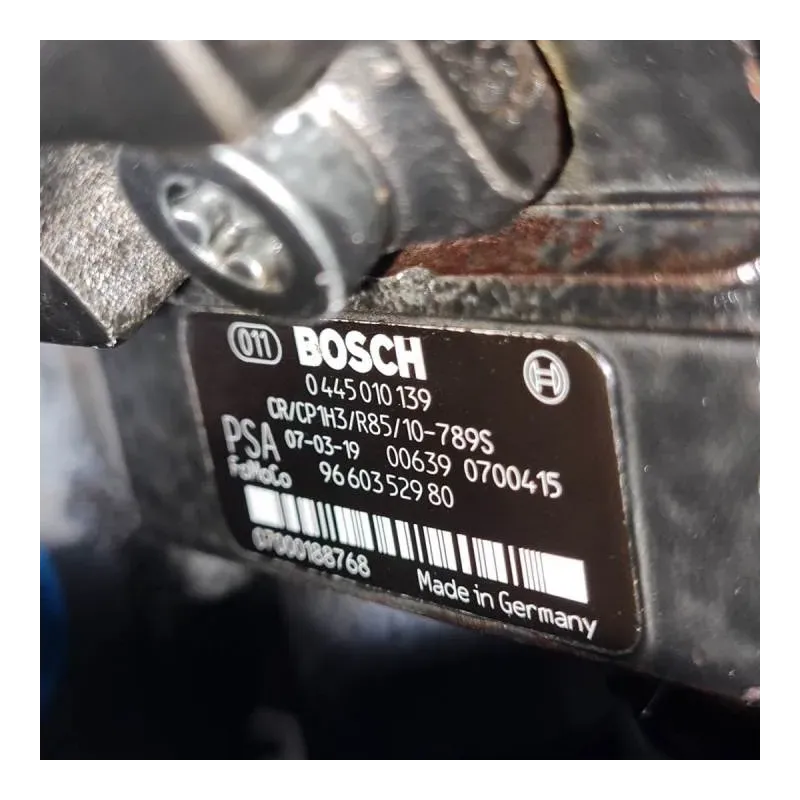 011 BOSCH
0 445 010 139
CR/CP1H3/R85/10-789S
PSA 07-03-19 00639 0700415
FoMoCo 96 603 529 80
07000188768
Made in Germany